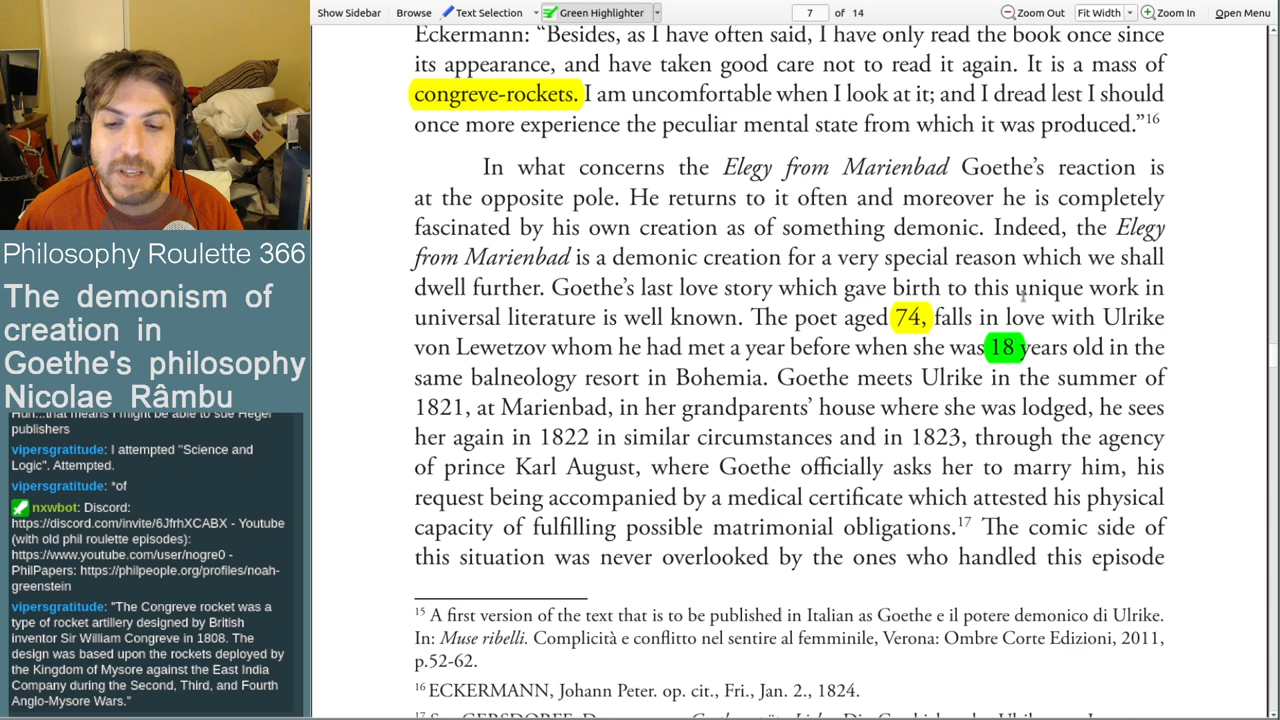 Show Sidebar Browse Text Selection Green Highlighter 7 of 14 Zoom Out Fit Width Zoom In Open Menu
Eckermann: “Besides, as I have often said, I have only read the book once since
its appearance, and have taken good care not to read it again. It is a mass of
congreve-rockets. I am uncomfortable when I look at it; and I dread lest I should
once more experience the peculiar mental state from which it was produced.”16
In what concerns the Elegy from Marienbad Goethe’s reaction is
at the opposite pole. He returns to it often and moreover he is completely
fascinated by his own creation as of something demonic. Indeed, the Elegy
from Marienbad is a demonic creation for a very special reason which we shall
dwell further. Goethe’s last love story which gave birth to this unique work in
universal literature is well known. The poet aged 74, falls in love with Ulrike
von Lewetzov whom he had met a year before when she was 18 years old in the
same balneology resort in Bohemia. Goethe meets Ulrike in the summer of
1821, at Marienbad, in her grandparents’ house where she was lodged, he sees
her again in 1822 in similar circumstances and in 1823, through the agency
of prince Karl August, where Goethe officially asks her to marry him, his
request being accompanied by a medical certificate which attested his physical
capacity of fulfilling possible matrimonial obligations.17 The comic side of
this situation was never overlooked by the ones who handled this episode
15 A first version of the text that is to be published in Italian as Goethe e il potere demonico di Ulrike.
In: Muse ribelli. Complicità e conflitto nel sentire al femminile, Verona: Ombre Corte Edizioni, 2011,
p.52-62.
16 ECKERMANN, Johann Peter. op. cit., Fri., Jan. 2., 1824.
Philosophy Roulette 366
The demonism of
creation in
Goethe's philosophy
Nicolae Râmbu
Huh...that means I might be able to sue Hegel
publishers
vipersgratitude: I attempted "Science and
Logic". Attempted.
vipersgratitude: *of
nxwbot: Discord:
https://discord.com/invite/6JfrhXCABX - Youtube
(with old phil roulette episodes):
https://www.youtube.com/user/nogre0 -
PhilPapers: https://philpeople.org/profiles/noah-
greenstein
vipersgratitude: "The Congreve rocket was a
type of rocket artillery designed by British
inventor Sir William Congreve in 1808. The
design was based upon the rockets deployed by
the Kingdom of Mysore against the East India
Company during the Second, Third, and Fourth
Anglo-Mysore Wars."